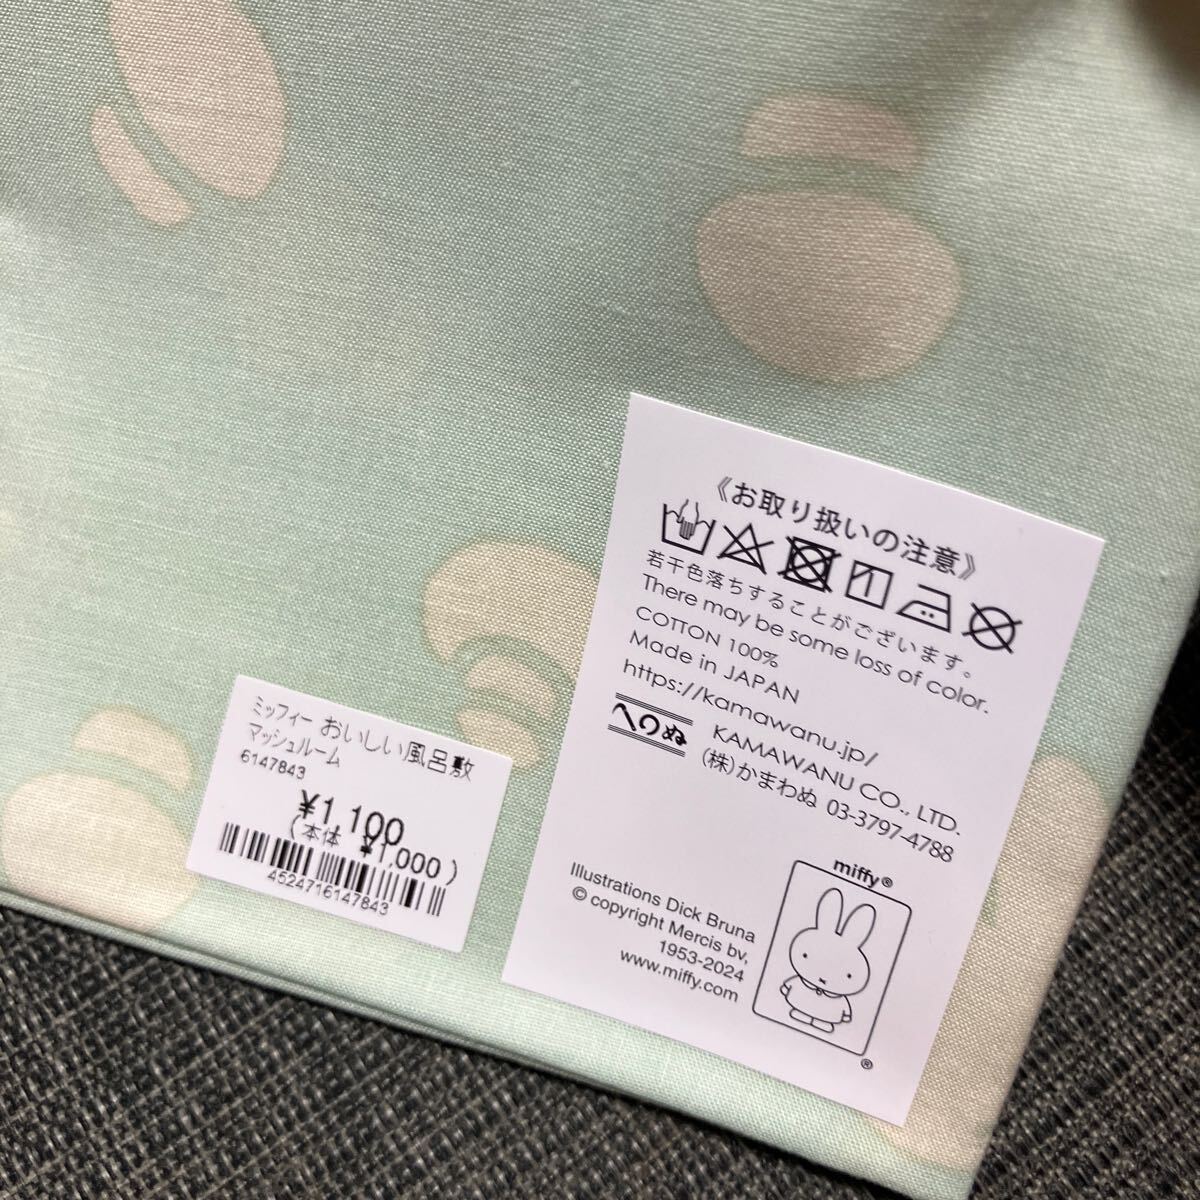 《お取り扱いの注意》
若干色落ちすることがございます。
There may be some loss of color.
COTTON 100%
Made in JAPAN
https://kamawanu.jp/
KAMAWANU CO., LTD.
(株)かまわぬ 03-3797-4788
miffy®
Illustrations Dick Bruna
© copyright Mercis bv,
1953-2024
www.miffy.com
®
ミッフィー おいしい風呂敷
マッシュルーム
6147843
¥1,100
(本体 ¥1,000)
4524716147843